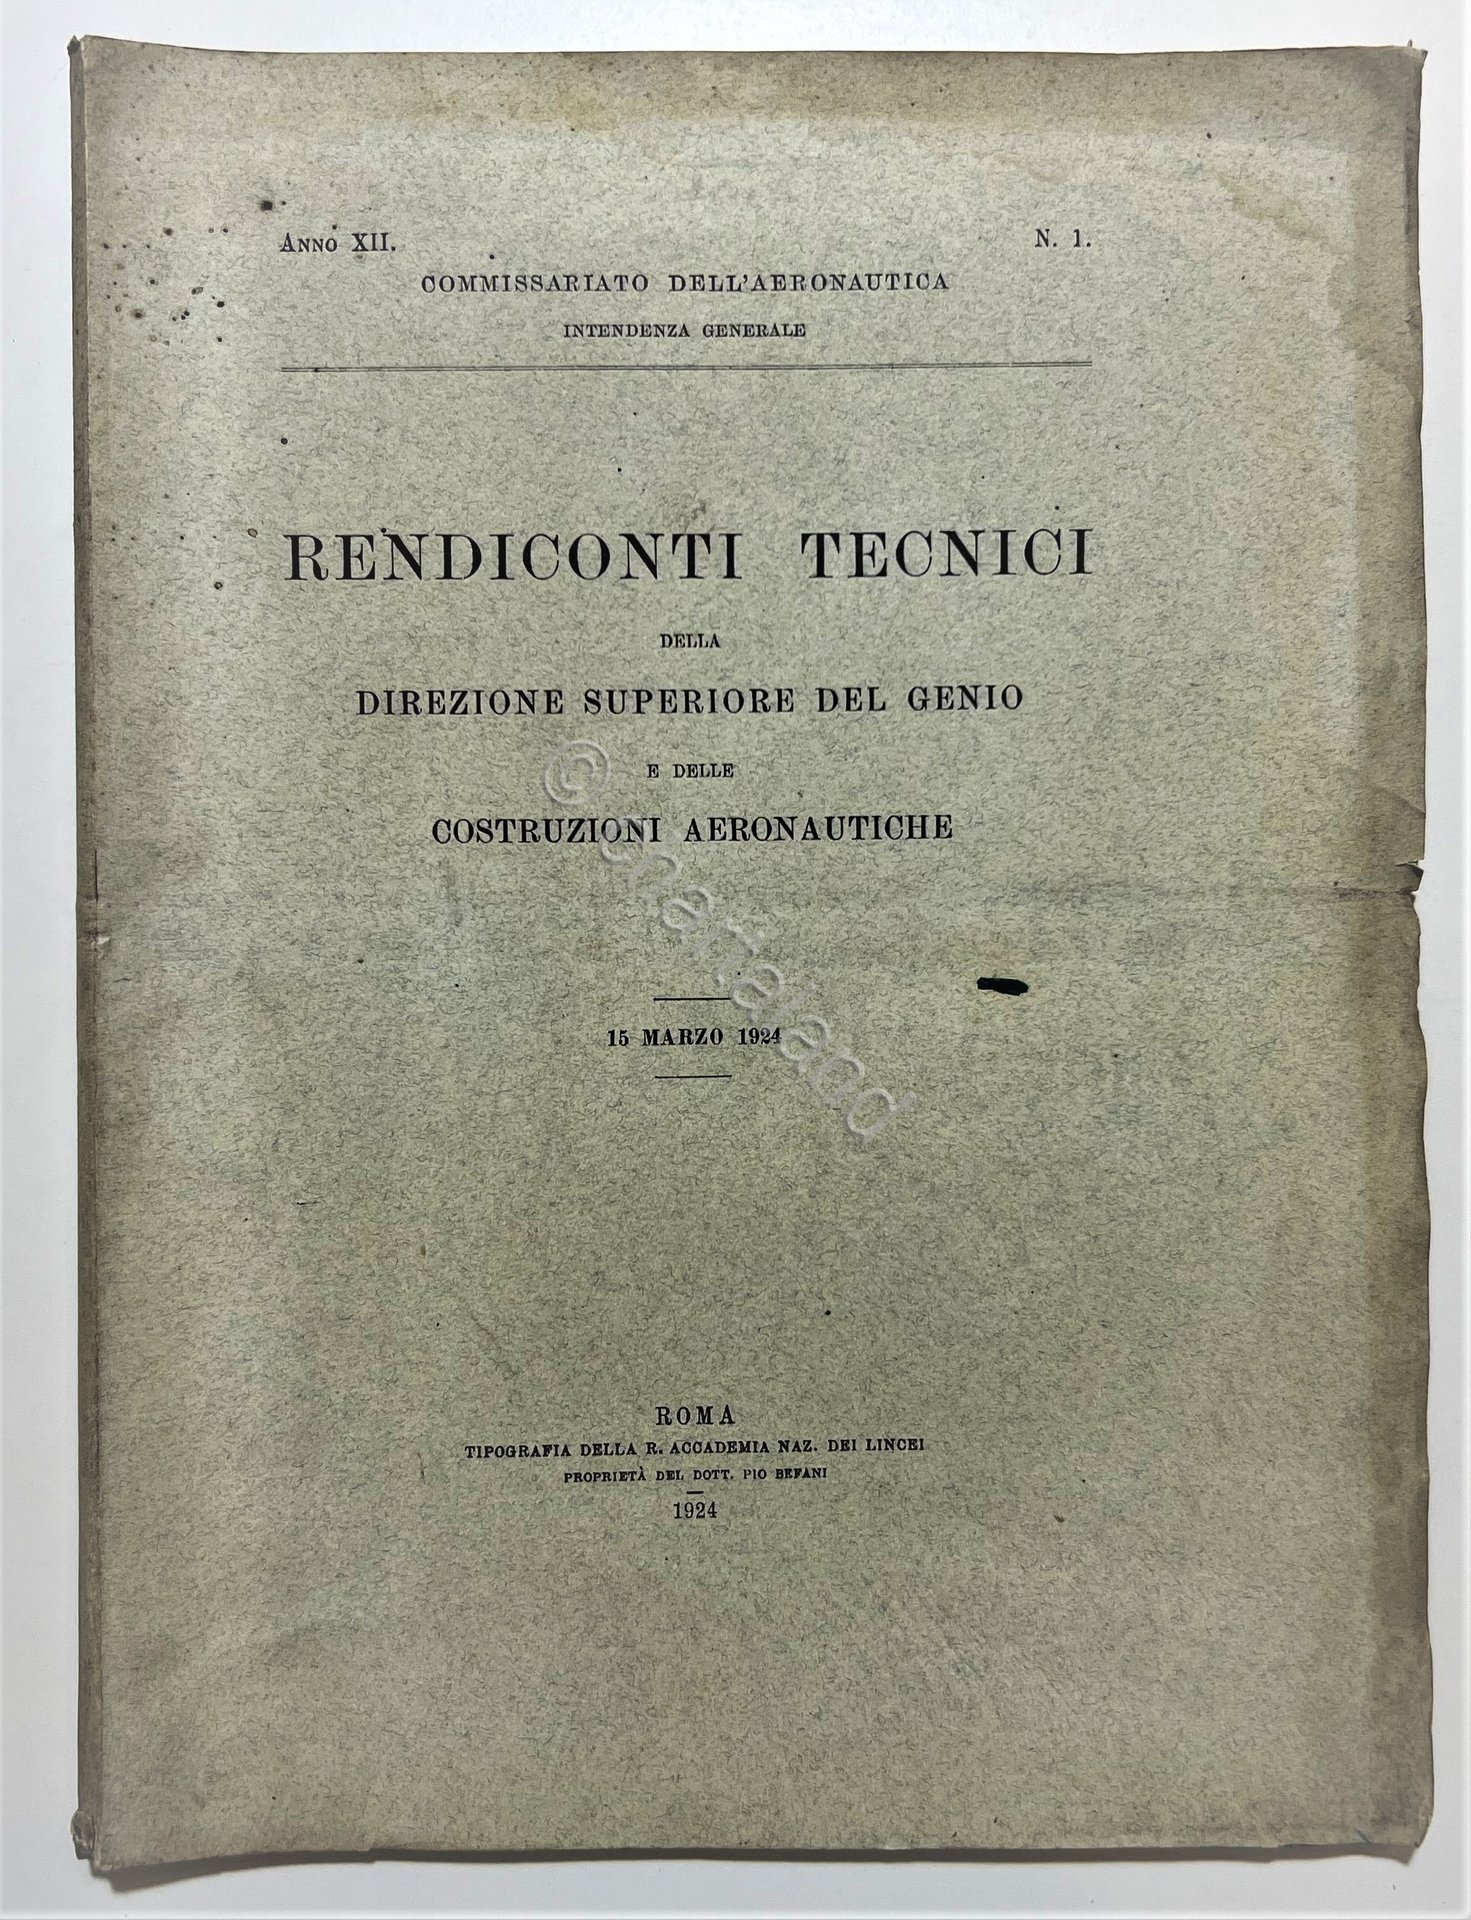 Anno XII.
N. 1.
COMMISSARIATO DELL'AERONAUTICA
INTENDENZA GENERALE
RENDICONTI TECNICI
DELLA
DIREZIONE SUPERIORE DEL GENIO
E DELLE
COSTRUZIONI AERONAUTICHE
15 MARZO 1924
ROMA
TIPOGRAFIA DELLA R. ACCADEMIA NAZ. DEI LINCEI
PROPRIETÀ DEL DOTT. PIO BEFANI
1924
© chartaland